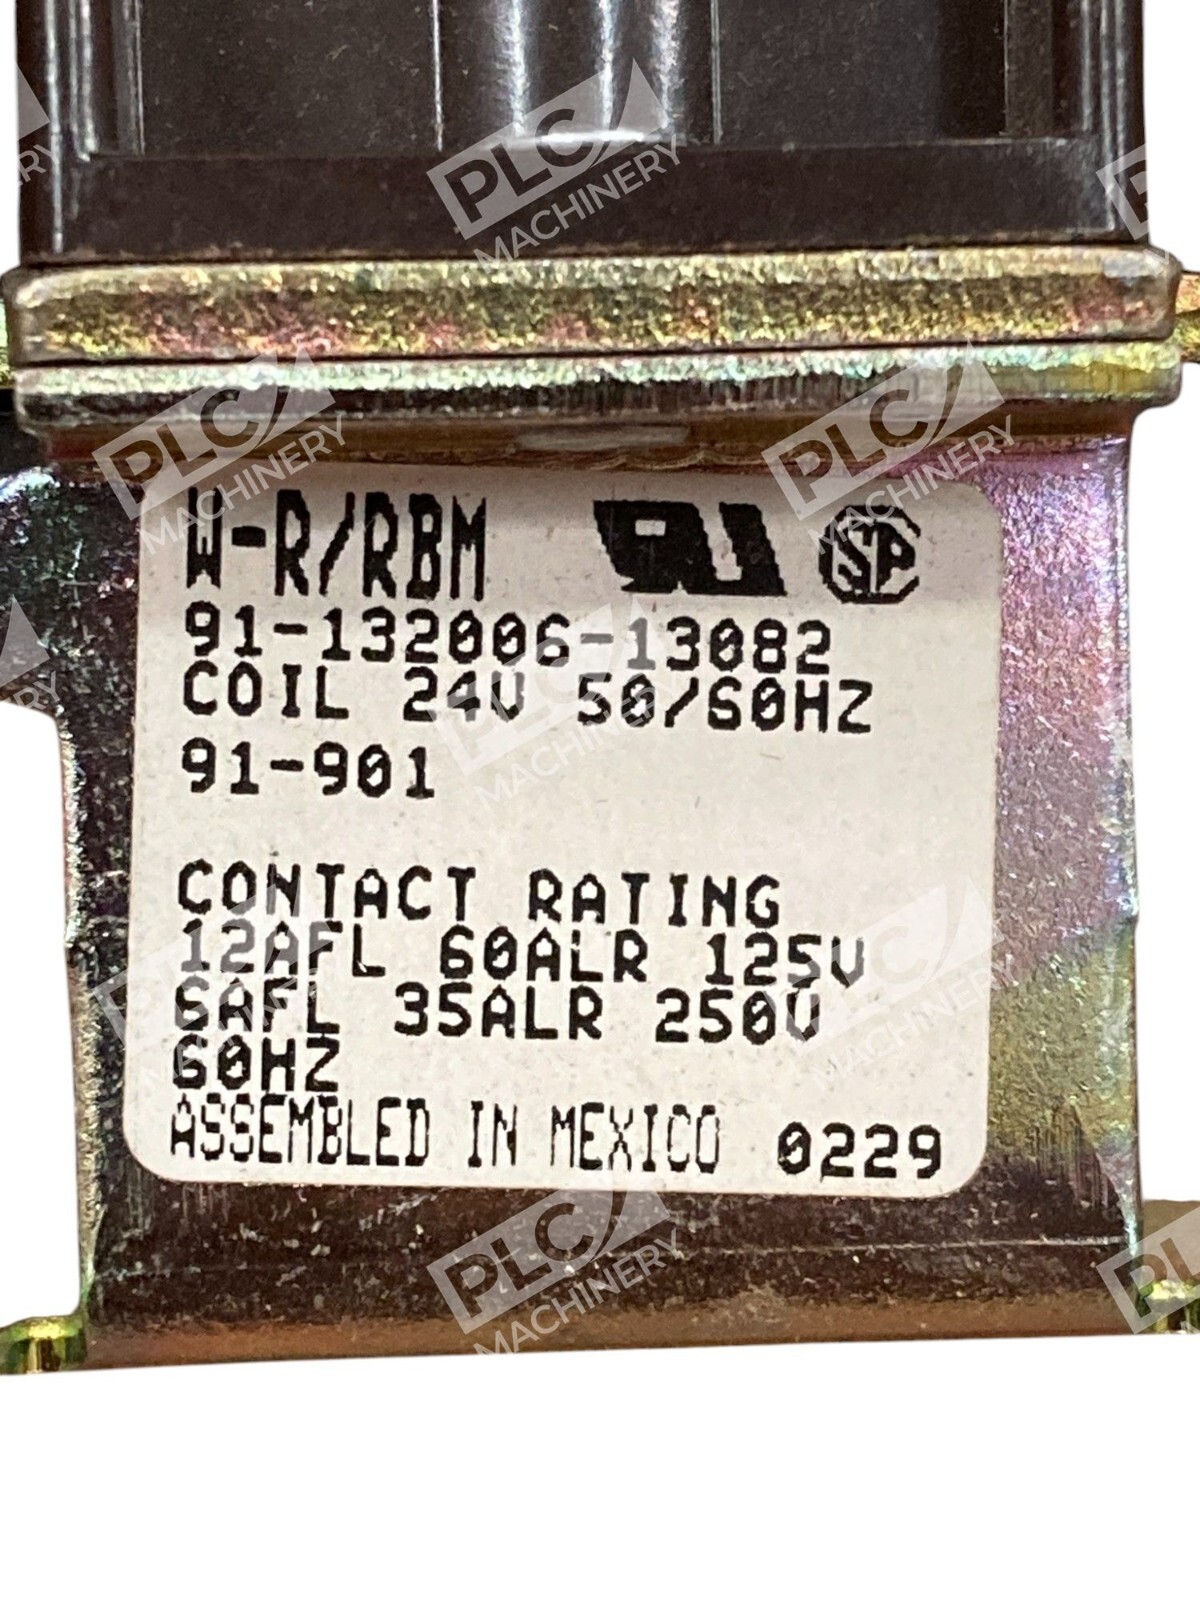 W-R/RBM
91-132006-13082
COIL 24V 50/60HZ
91-901
CONTACT RATING
12AFL 60ALR 125V
6AFL 35ALR 250V
60HZ
ASSEMBLED IN MEXICO 0229
PLC MACHINERY